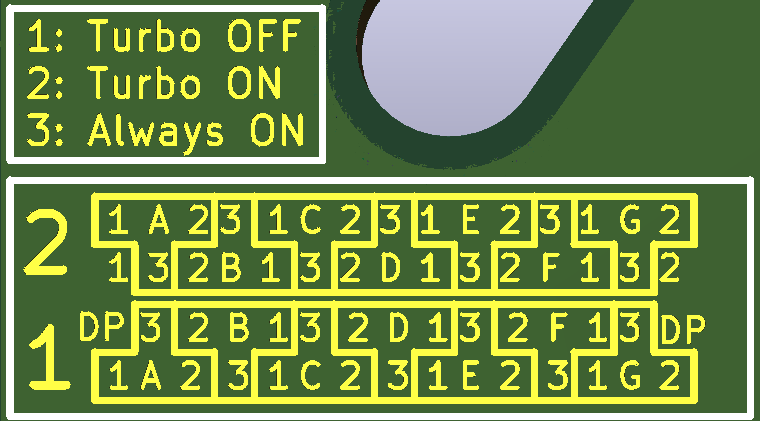 1: Turbo OFF
2: Turbo ON
3: Always ON
2
1 A 2 3 1 C 2 3 1 E 2 3 1 G 2
1 3 2 B 1 3 2 D 1 3 2 F 1 3 2
1
DP 3 2 B 1 3 2 D 1 3 2 F 1 3 DP
1 A 2 3 1 C 2 3 1 E 2 3 1 G 2